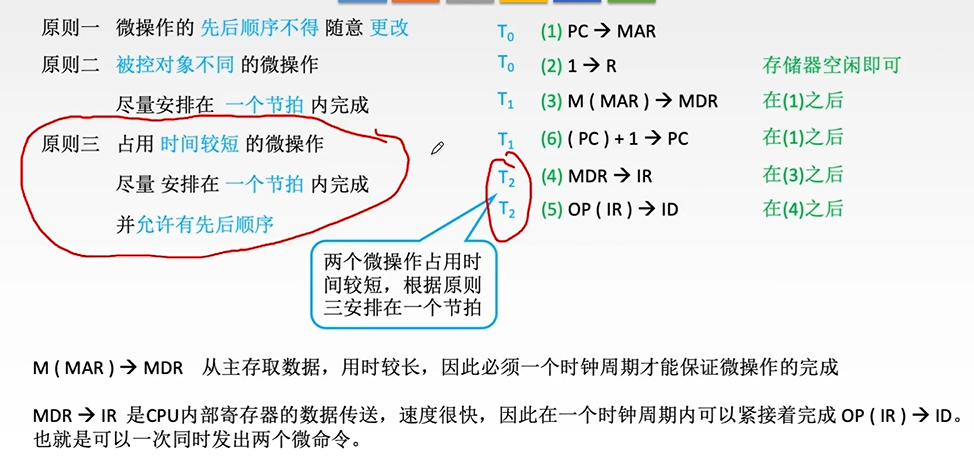 原则一 微操作的 先后顺序不得 随意 更改
原则二 被控对象不同 的微操作
尽量安排在 一个节拍 内完成
原则三 占用 时间较短 的微操作
尽量 安排在 一个节拍 内完成
并允许有先后顺序
T0 (1) PC → MAR
T0 (2) 1 → R 存储器空闲即可
T1 (3) M ( MAR ) → MDR 在(1)之后
T1 (6) ( PC ) + 1 → PC 在(1)之后
T2 (4) MDR → IR 在(3)之后
T2 (5) OP ( IR ) → ID 在(4)之后
两个微操作占用时
间较短，根据原则
三安排在一个节拍
M ( MAR ) → MDR 从主存取数据，用时较长，因此必须一个时钟周期才能保证微操作的完成
MDR → IR 是CPU内部寄存器的数据传送，速度很快，因此在一个时钟周期内可以紧接着完成 OP ( IR ) → ID。
也就是可以一次同时发出两个微命令。